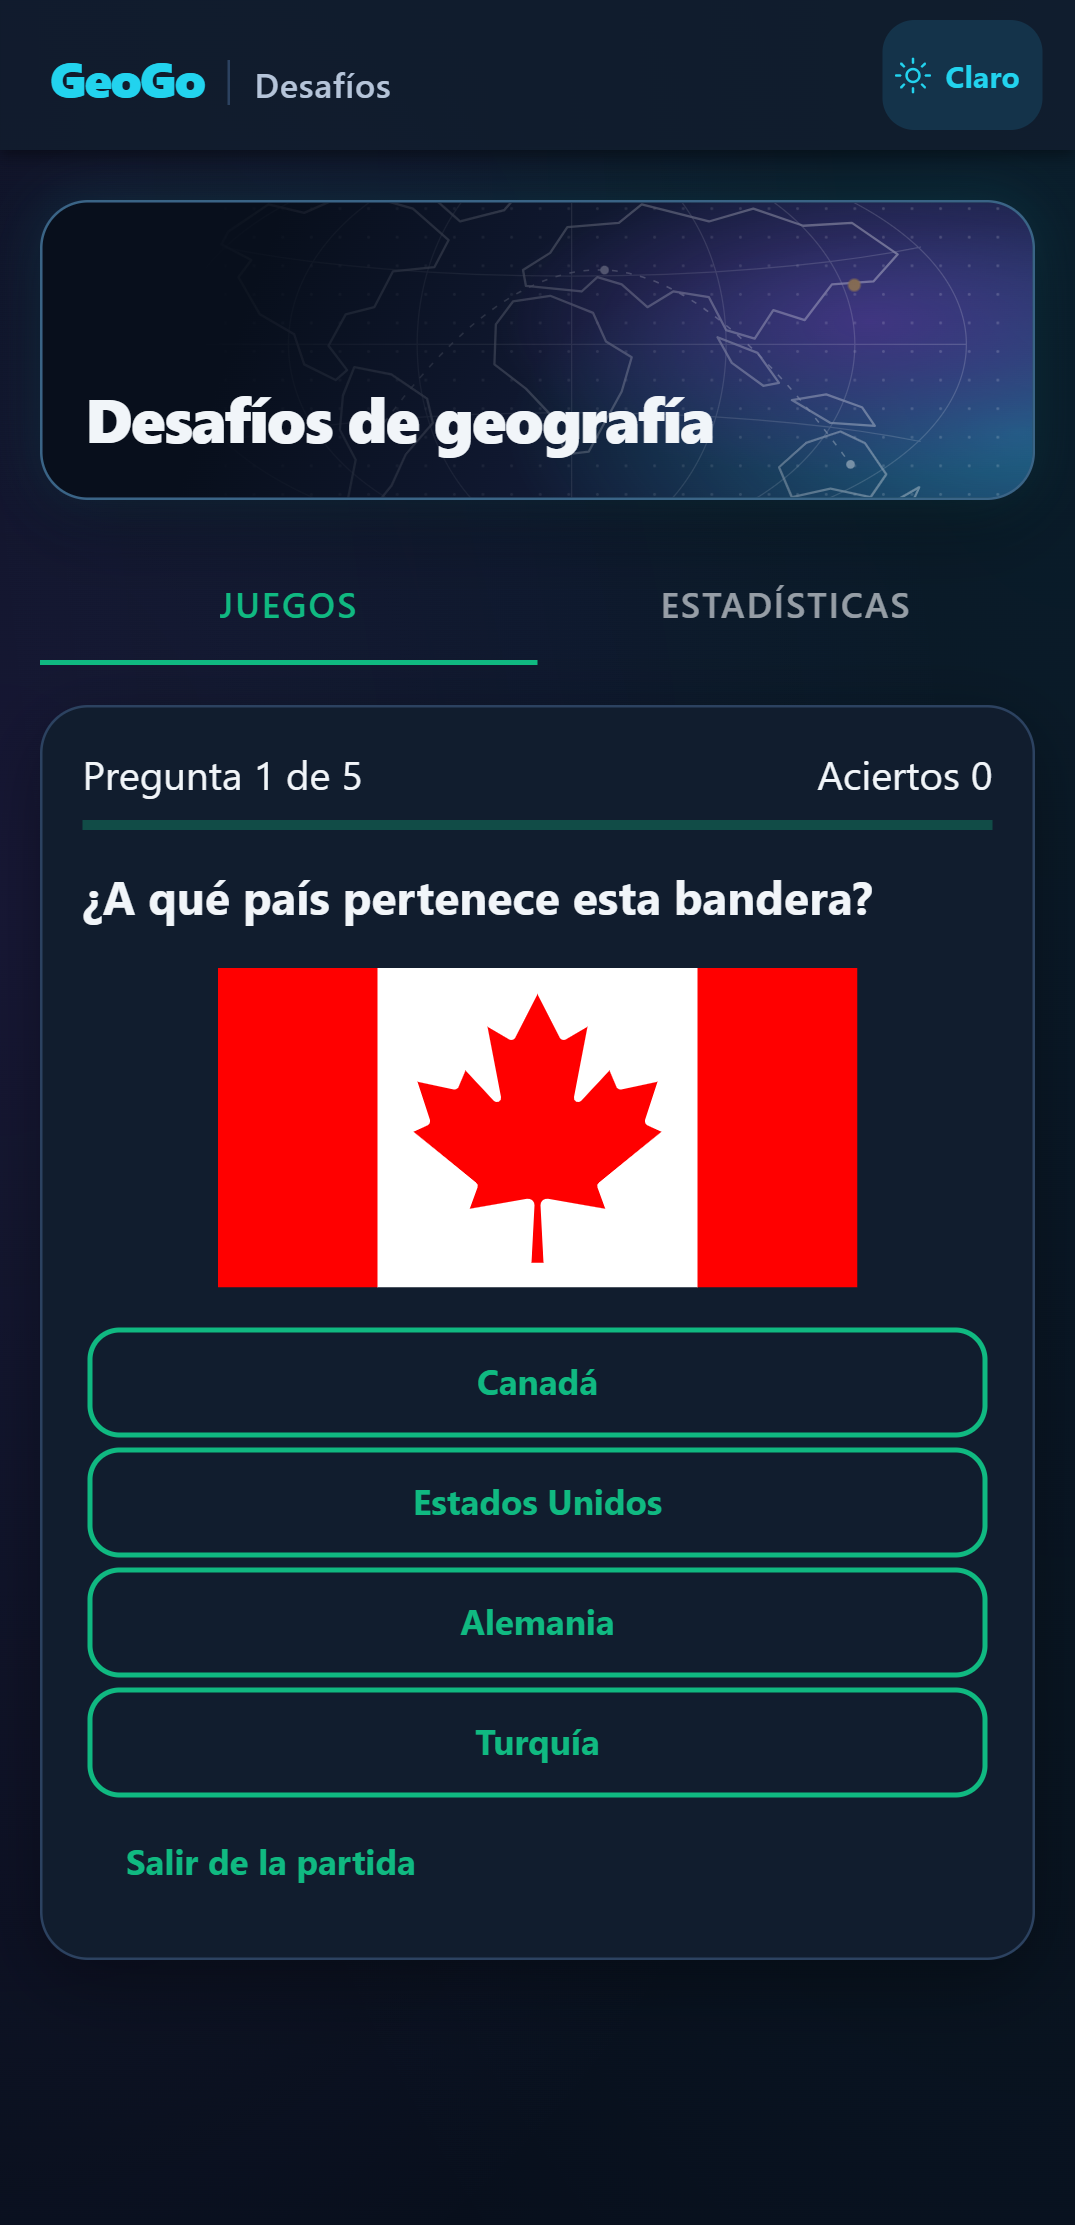 GeoGo
Desafíos
Claro
Desafíos de geografía
JUEGOS
ESTADÍSTICAS
Pregunta 1 de 5
Aciertos 0
¿A qué país pertenece esta bandera?
Canadá
Estados Unidos
Alemania
Turquía
Salir de la partida